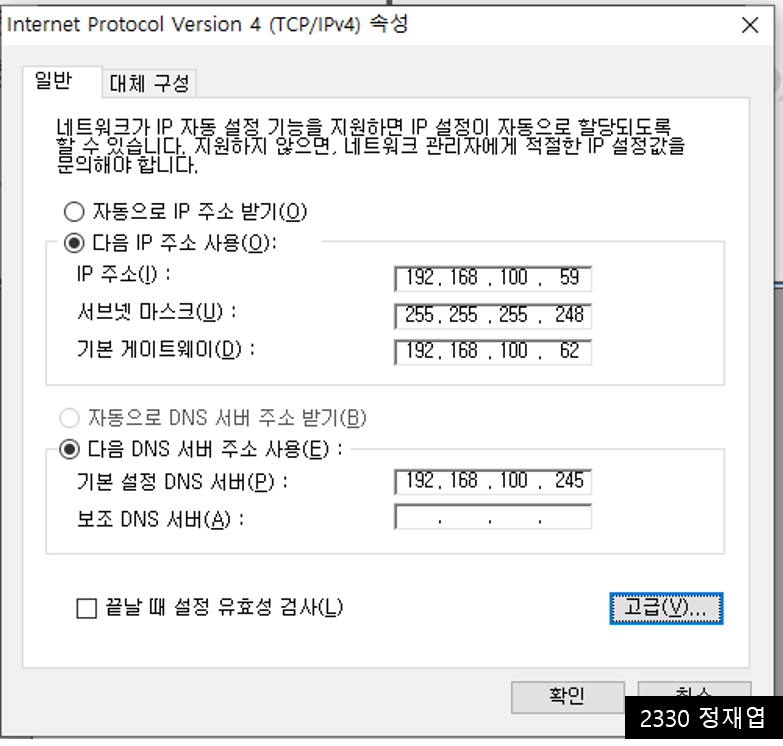 Internet Protocol Version 4 (TCP/IPv4) 속성
일반
대체 구성
네트워크가 IP 자동 설정 기능을 지원하면 IP 설정이 자동으로 할당되도록
할 수 있습니다. 지원하지 않으면, 네트워크 관리자에게 적절한 IP 설정값을
문의해야 합니다.
자동으로 IP 주소 받기(O)
다음 IP 주소 사용(O):
IP 주소(I) : 192 . 168 . 100 . 59
서브넷 마스크(U) : 255 . 255 . 255 . 248
기본 게이트웨이(D) : 192 . 168 . 100 . 62
자동으로 DNS 서버 주소 받기(B)
다음 DNS 서버 주소 사용(E) :
기본 설정 DNS 서버(P) : 192 . 168 . 100 . 245
보조 DNS 서버(A) : . . .
끝날 때 설정 유효성 검사(L)
고급(V)...
확인
2330 정재엽